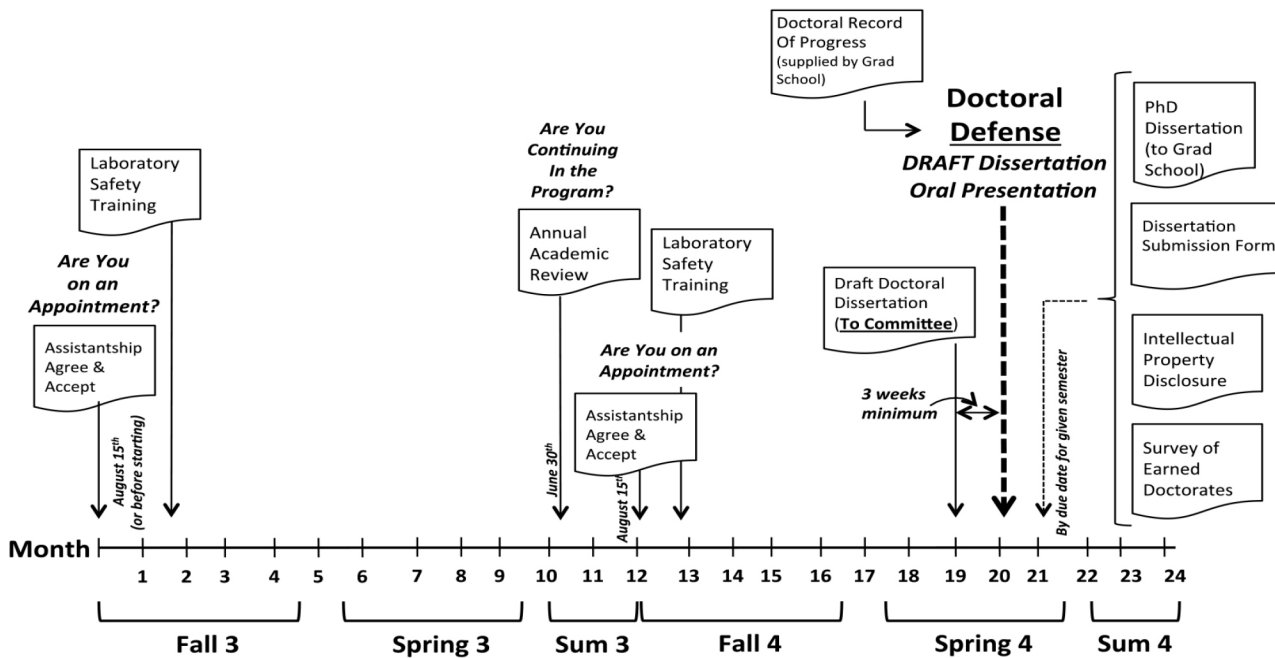 Doctoral Record
Of Progress
(supplied by Grad
School)
Doctoral
Defense
DRAFT Dissertation
Oral Presentation
PhD
Dissertation
(to Grad
School)
Are You
Continuing
In the
Program?
Laboratory
Safety
Training
Annual
Academic
Review
Laboratory
Safety
Training
Dissertation
Submission Form
Are You
on an
Appointment?
Draft Doctoral
Dissertation
(To Committee)
Assistantship
Agree &
Accept
Are You on an
Appointment?
Intellectual
Property
Disclosure
3 weeks
minimum
Assistantship
Agree &
Accept
Survey of
Earned
Doctorates
August 15th
(or before starting)
June 30th
August 15th
By due date for given semester
Month
1 2 3 4 5 6 7 8 9 10 11 12 13 14 15 16 17 18 19 20 21 22 23 24
Fall 3 Spring 3 Sum 3 Fall 4 Spring 4 Sum 4